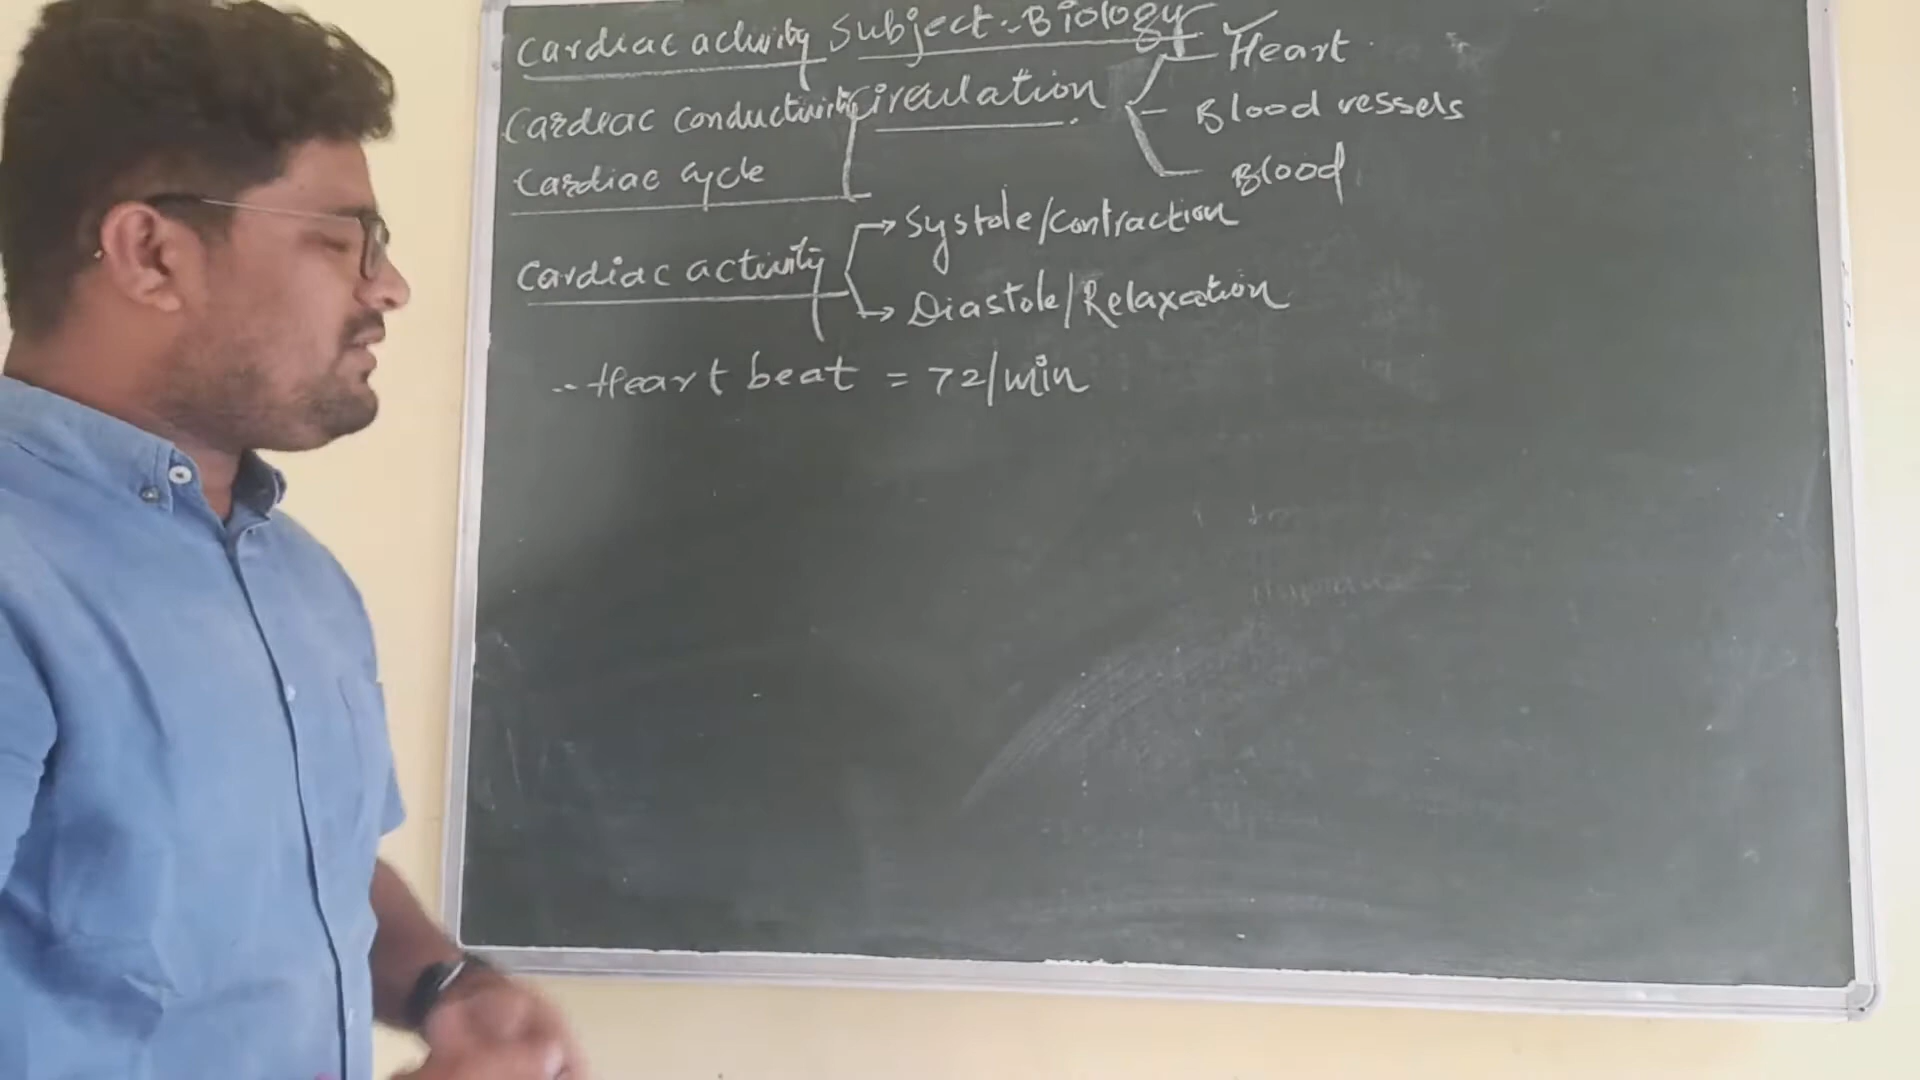 Cardiac activity Subject:-Biology
Cardiac conductivity Circulation
Heart
Blood vessels
Blood
Cardiac cycle
Cardiac activity
Systole/contraction
Diastole/Relaxation
-- Heart beat = 72/min